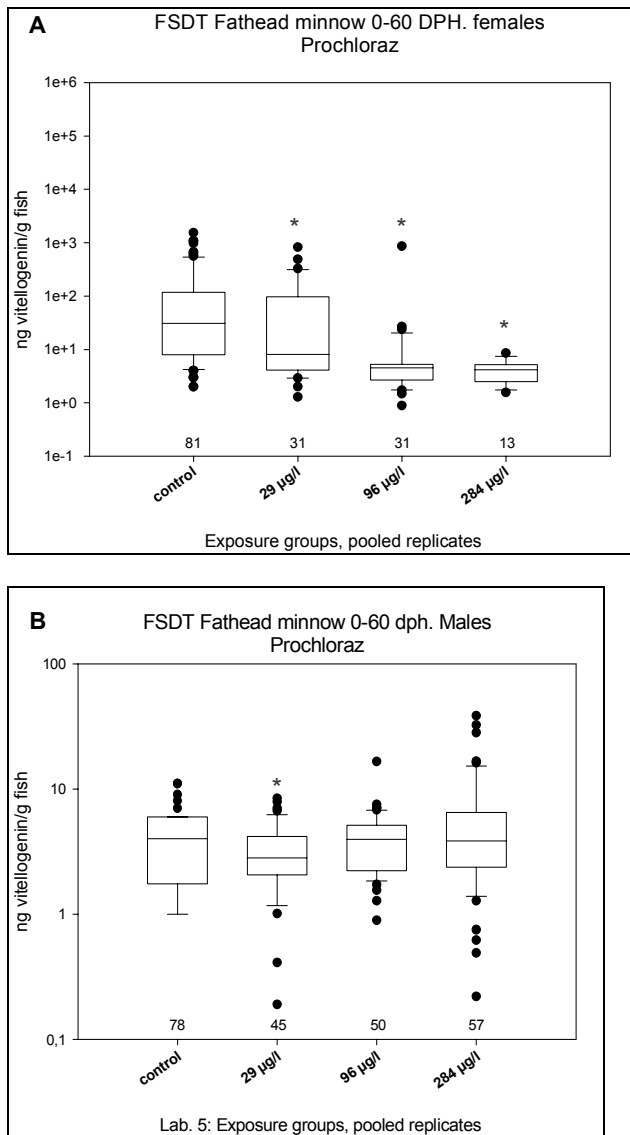 A
FSDT Fathead minnow 0-60 DPH. females
Prochloraz
1e+6
1e+5
1e+4
1e+3
1e+2
1e+1
1e+0
1e-1
ng vitellogenin/g fish
*
*
*
81
31
31
13
control
29 µg/l
96 µg/l
284 µg/l
Exposure groups, pooled replicates
B
FSDT Fathead minnow 0-60 dph. Males
Prochloraz
100
10
1
0,1
ng vitellogenin/g fish
*
78
45
50
57
control
29 µg/l
96 µg/l
284 µg/l
Lab. 5: Exposure groups, pooled replicates